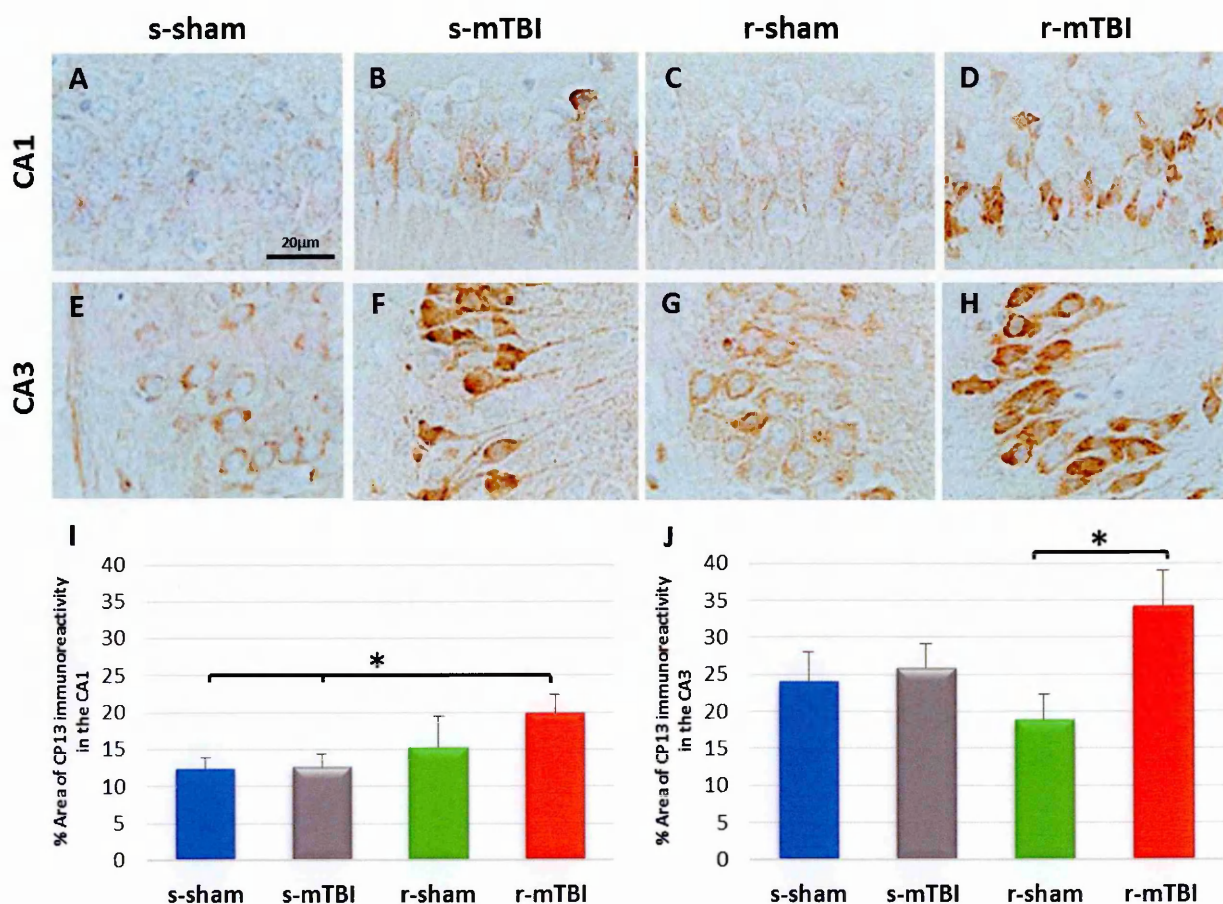 s-sham s-mTBI r-sham r-mTBI
CA1
A B C D
20µm
CA3
E F G H
I
% Area of CP13 immunoreactivity
in the CA1
40
35
30
25
20
15
10
5
0
*
s-sham s-mTBI r-sham r-mTBI
J
% Area of CP13 immunoreactivity
in the CA3
40
35
30
25
20
15
10
5
0
*
s-sham s-mTBI r-sham r-mTBI